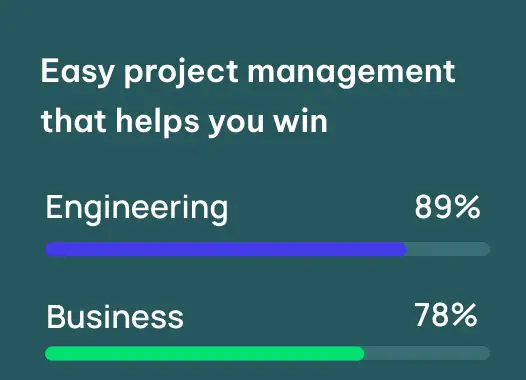 Easy project management
that helps you win
Engineering 89%
Business 78%